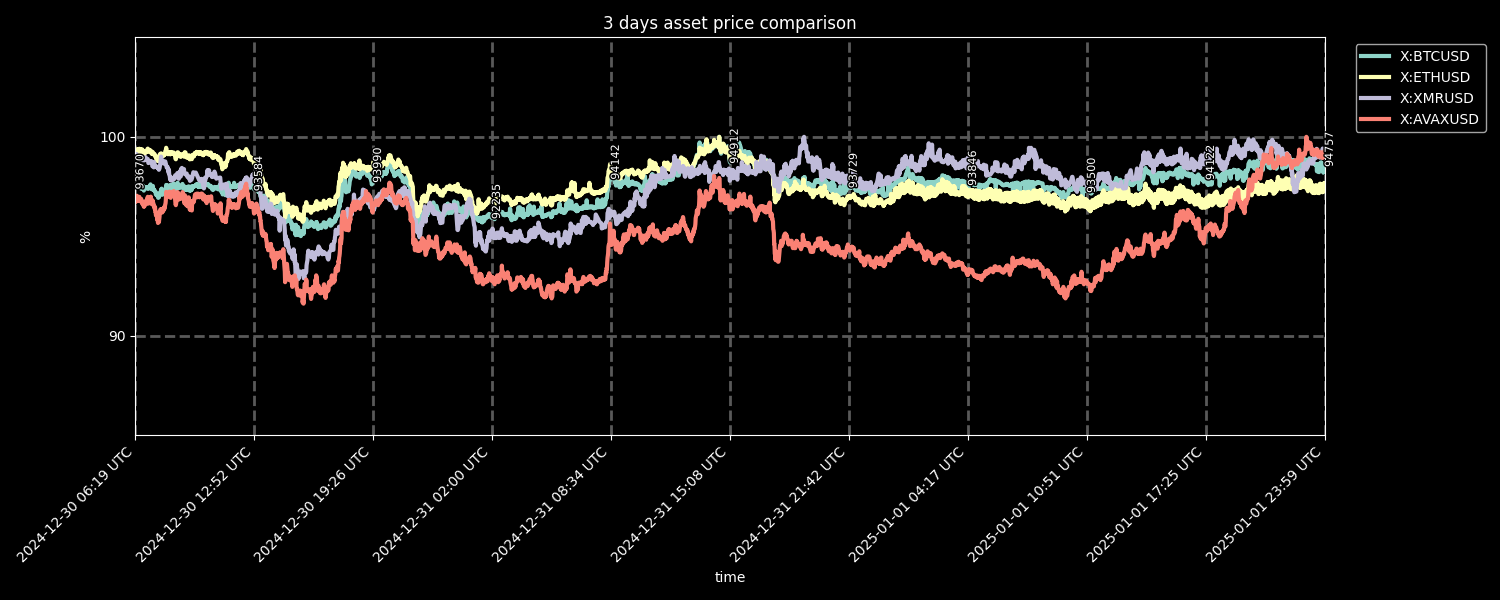 3 days asset price comparison
X:BTCUSD
X:ETHUSD
X:XMRUSD
X:AVAXUSD
100
90
%
93670
93584
93990
92235
94142
94912
93729
93846
93500
94122
94757
2024-12-30 06:19 UTC
2024-12-30 12:52 UTC
2024-12-30 19:26 UTC
2024-12-31 02:00 UTC
2024-12-31 08:34 UTC
2024-12-31 15:08 UTC
2024-12-31 21:42 UTC
2025-01-01 04:17 UTC
2025-01-01 10:51 UTC
2025-01-01 17:25 UTC
2025-01-01 23:59 UTC
time